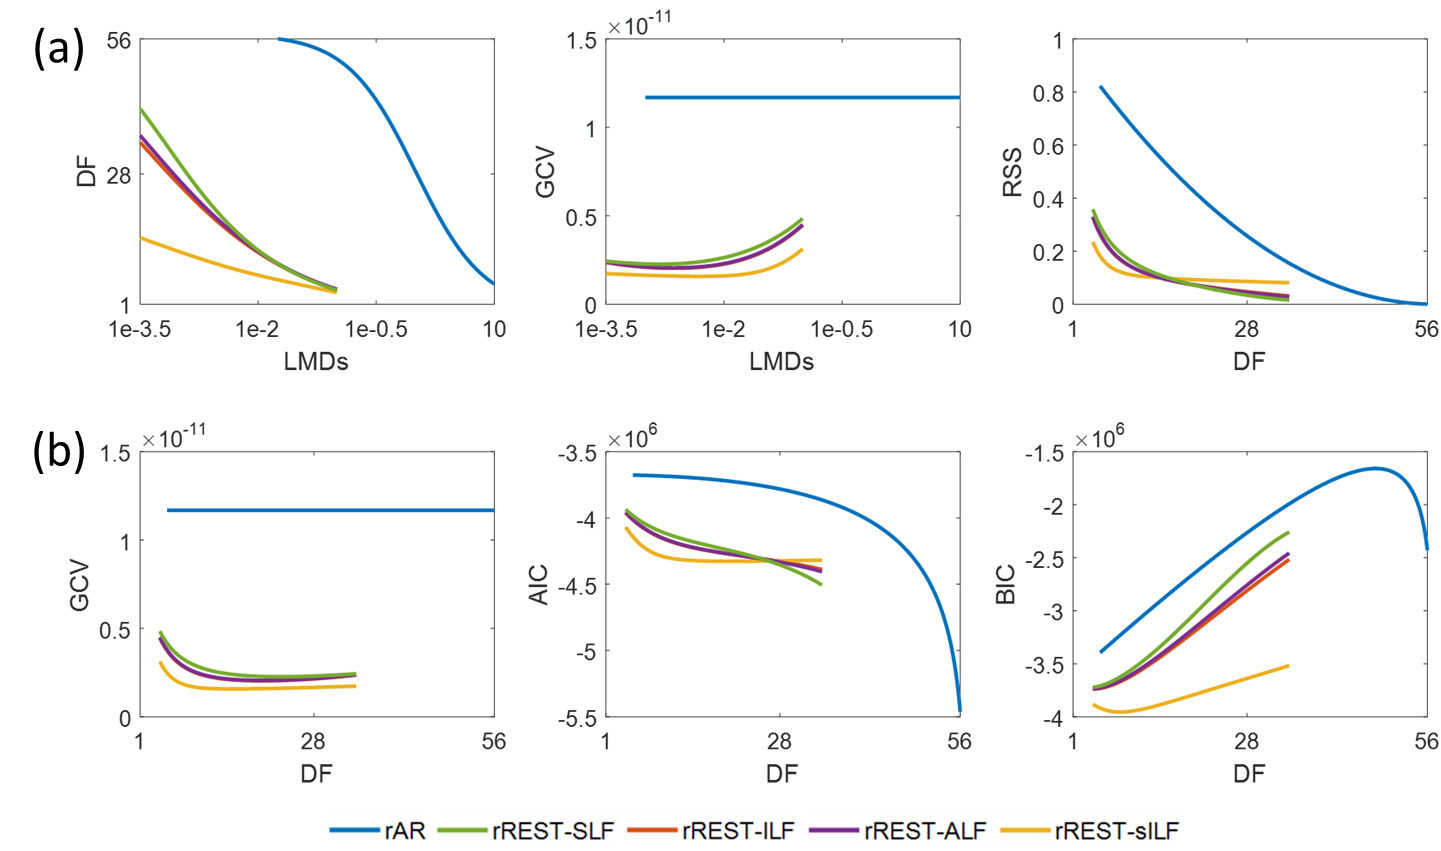 (a)
56
28
1
DF
1e-3.5 1e-2 1e-0.5 10
LMDs
×10-11
1.5
1
0.5
0
GCV
1e-3.5 1e-2 1e-0.5 10
LMDs
1
0.8
0.6
0.4
0.2
0
RSS
1 28 56
DF
(b)
×10-11
1.5
1
0.5
0
GCV
1 28 56
DF
×106
-3.5
-4
-4.5
-5
-5.5
AIC
1 28 56
DF
×106
-1.5
-2
-2.5
-3
-3.5
-4
BIC
1 28 56
DF
rAR rREST-SLF rREST-ILF rREST-ALF rREST-sILF